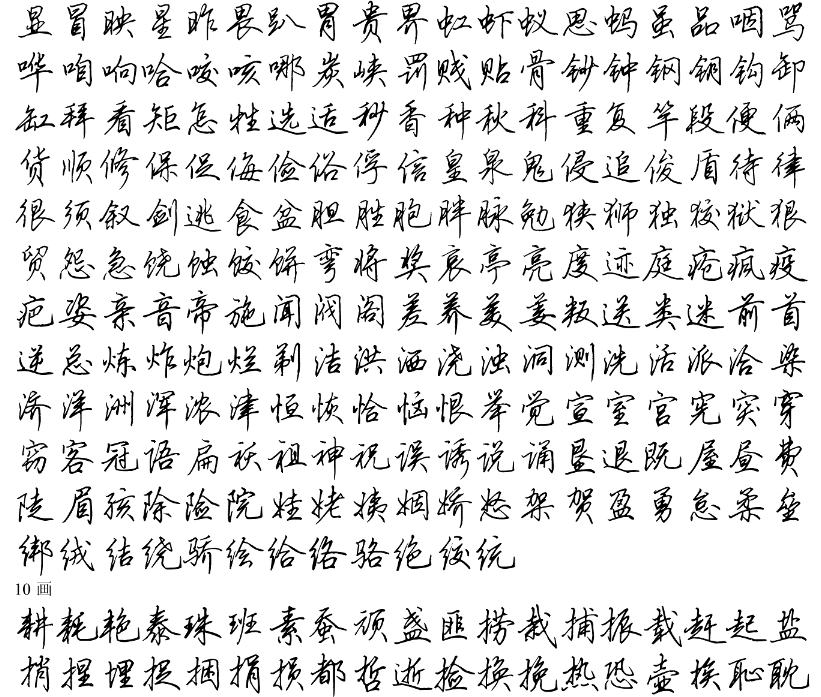 显冒映星昨畏趴胃贵界虹虾蚁思蚂虽品咽骂
哗咱响哈咬咳哪炭峡罚贱贴骨钞钟钢钥钩卸
缸拜看矩怎牲选适秒香种秋科重复竿段便俩
货顺修保促侮俭俗俘信皇泉鬼侵追俊盾待律
很须叙剑逃食盆胆胜胞胖脉勉狭狮独狡狱狠
贸怨急饶蚀饺饼弯将奖哀亭亮度迹庭疮疯疫
疤姿亲音帝施闻阀阁差养美姜叛送类迷前首
逆总炼炸炮烂剃洁洪洒浇浊洞测洗活派洽染
济洋洲浑浓津恒恢恰恼恨举觉宣室宫宪突穿
窃客冠语扁袄祖神祝误诱说诵垦退既屋昼费
陡眉孩除险院娃姥姨姻娇怒架贺盈勇怠柔垒
绑绒结绕骄绘给络骆绝绞统
10 画
耕耗艳泰珠班素蚕顽盏匪捞栽捕振载赶起盐
捎捏埋捉捆捐损都哲逝捡换挽热恐壶挨耻耽